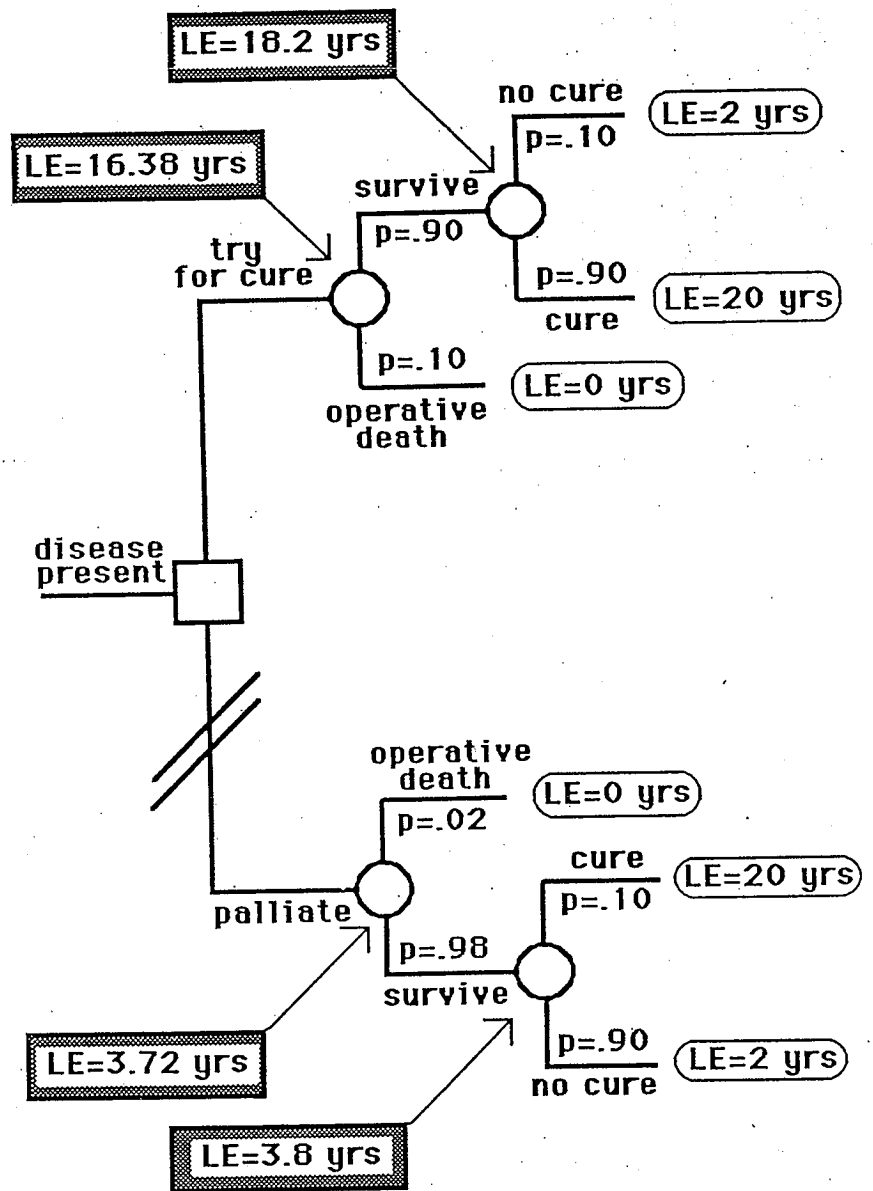 LE=18.2 yrs
no cure
p=.10
LE=2 yrs
LE=16.38 yrs
survive
p=.90
try
for cure
p=.90
cure
LE=20 yrs
p=.10
operative
death
LE=0 yrs
disease
present
operative
death
p=.02
LE=0 yrs
cure
p=.10
LE=20 yrs
palliate
p=.98
survive
LE=3.72 yrs
p=.90
no cure
LE=2 yrs
LE=3.8 yrs